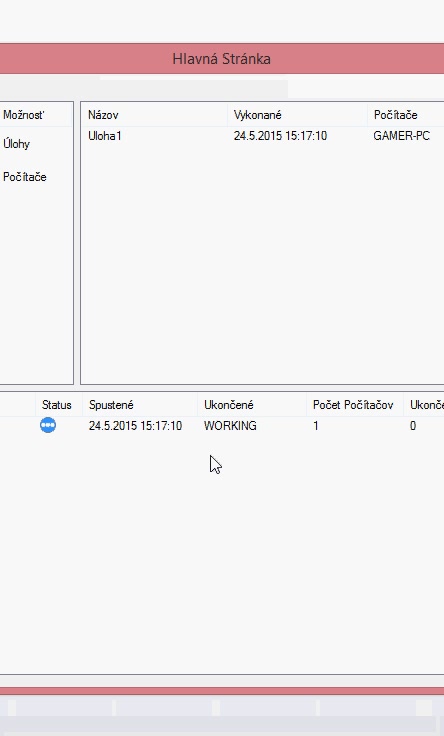 Hlavná Stránka
Možnosť
Názov Vykonané Počítače
Úlohy
Uloha1 24.5.2015 15:17:10 GAMER-PC
Počítače
Status Spustené Ukončené Počet Počítačov Ukonče
24.5.2015 15:17:10 WORKING 1 0